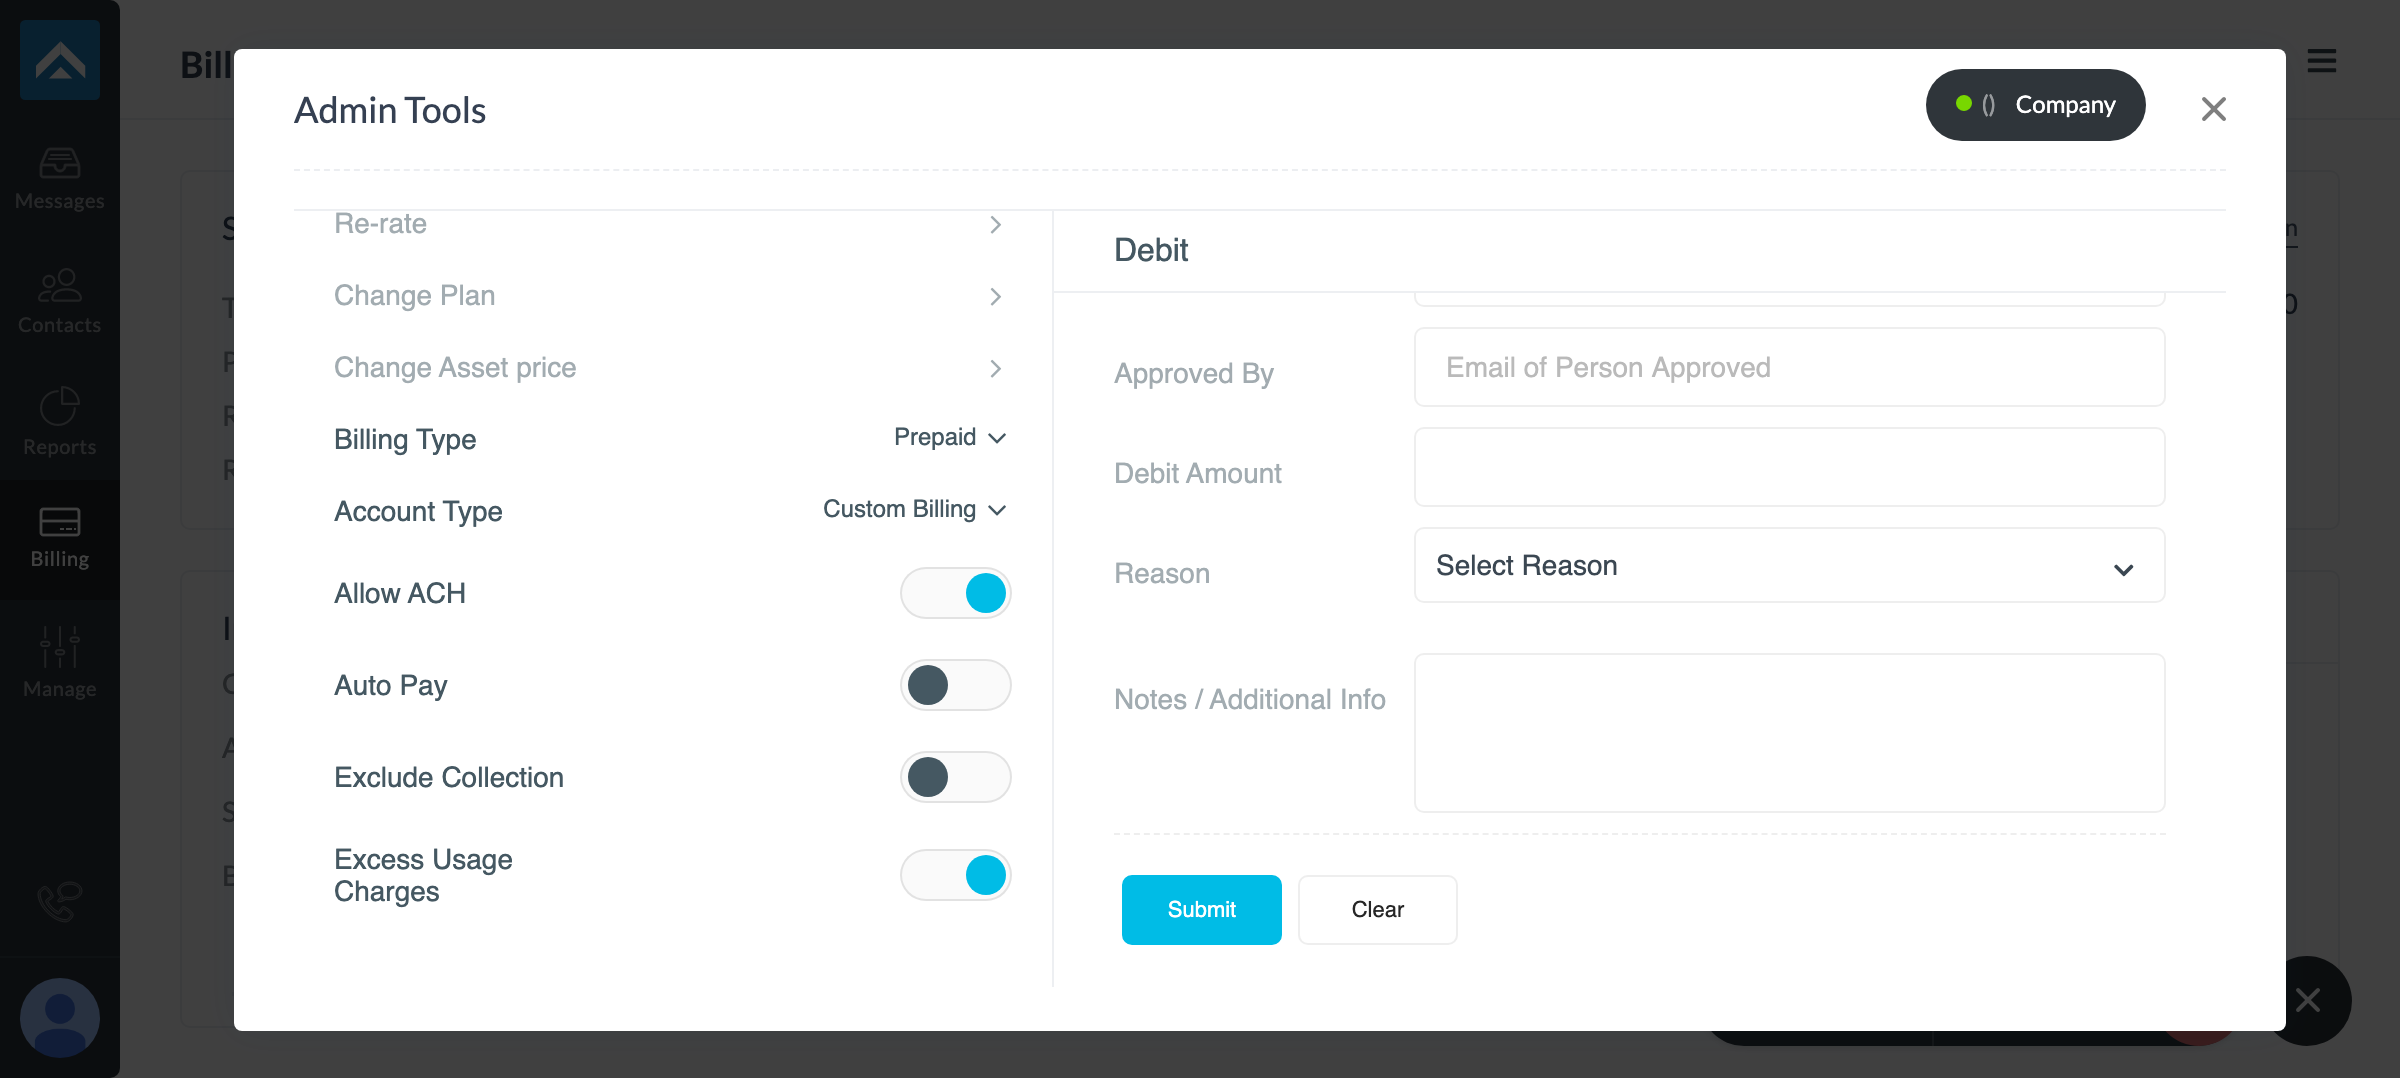 Bill
Admin Tools
() Company
Messages
Contacts
Reports
Billing
Manage
Re-rate
Change Plan
Change Asset price
Billing Type Prepaid
Account Type Custom Billing
Allow ACH
Auto Pay
Exclude Collection
Excess Usage
Charges
Debit
Approved By Email of Person Approved
Debit Amount
Reason Select Reason
Notes / Additional Info
Submit Clear